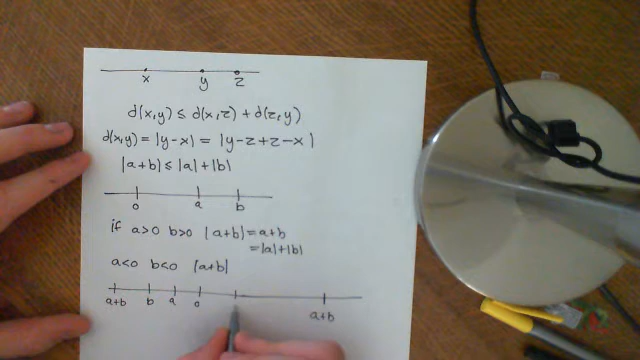 x y z
d(x,y) ≤ d(x,z) + d(z,y)
d(x,y) = |y-x| = |y-z+z-x|
|a+b| ≤ |a|+|b|
0 a b
if a>0 b>0 |a+b| = a+b
= |a|+|b|
a<0 b<0 |a+b|
a+b b a 0 a+b